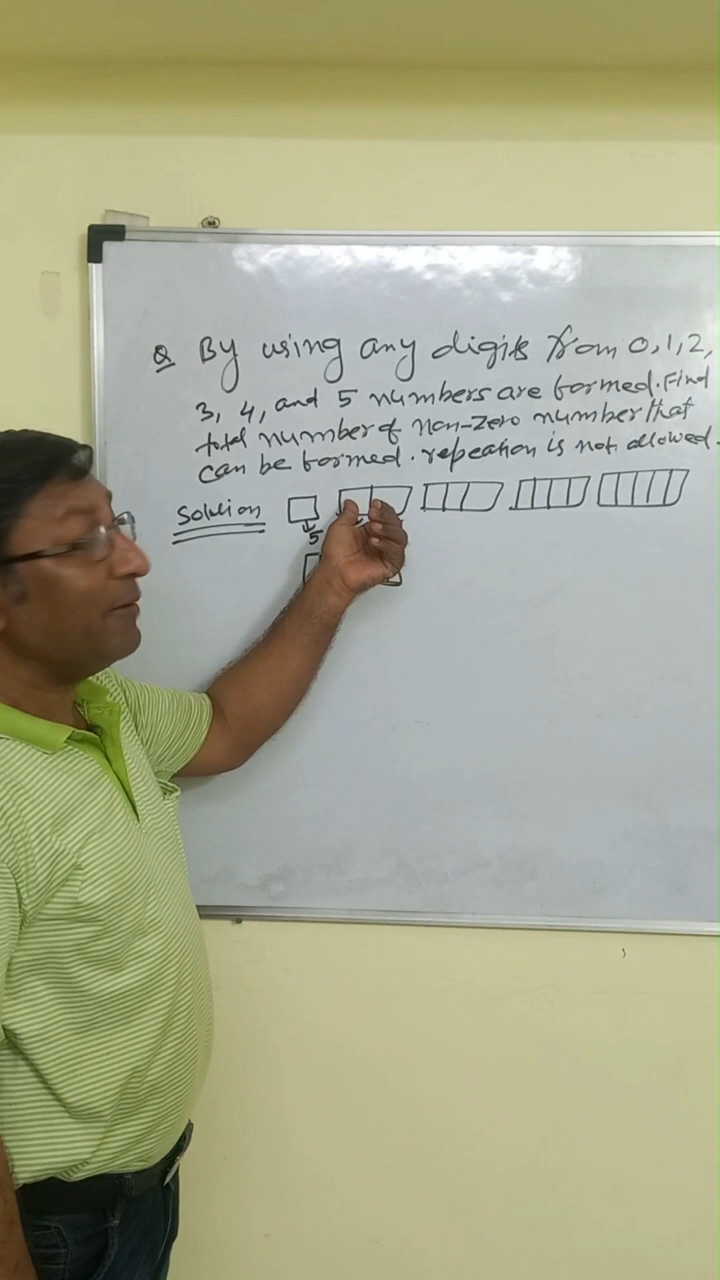 Q By using any digits from 0, 1, 2,
3, 4, and 5 numbers are formed. Find
total number of non-zero number that
can be formed. repeation is not allowed.
Solution
5